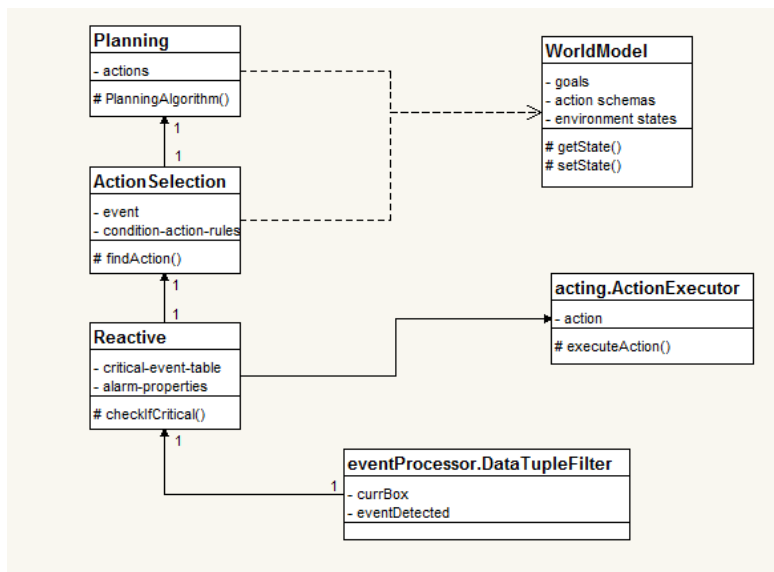 Planning
- actions
# PlanningAlgorithm()
WorldModel
- goals
- action schemas
- environment states
# getState()
# setState()
1
1
ActionSelection
- event
- condition-action-rules
# findAction()
1
1
acting.ActionExecutor
- action
# executeAction()
Reactive
- critical-event-table
- alarm-properties
# checkIfCritical()
1
1
eventProcessor.DataTupleFilter
- currBox
- eventDetected